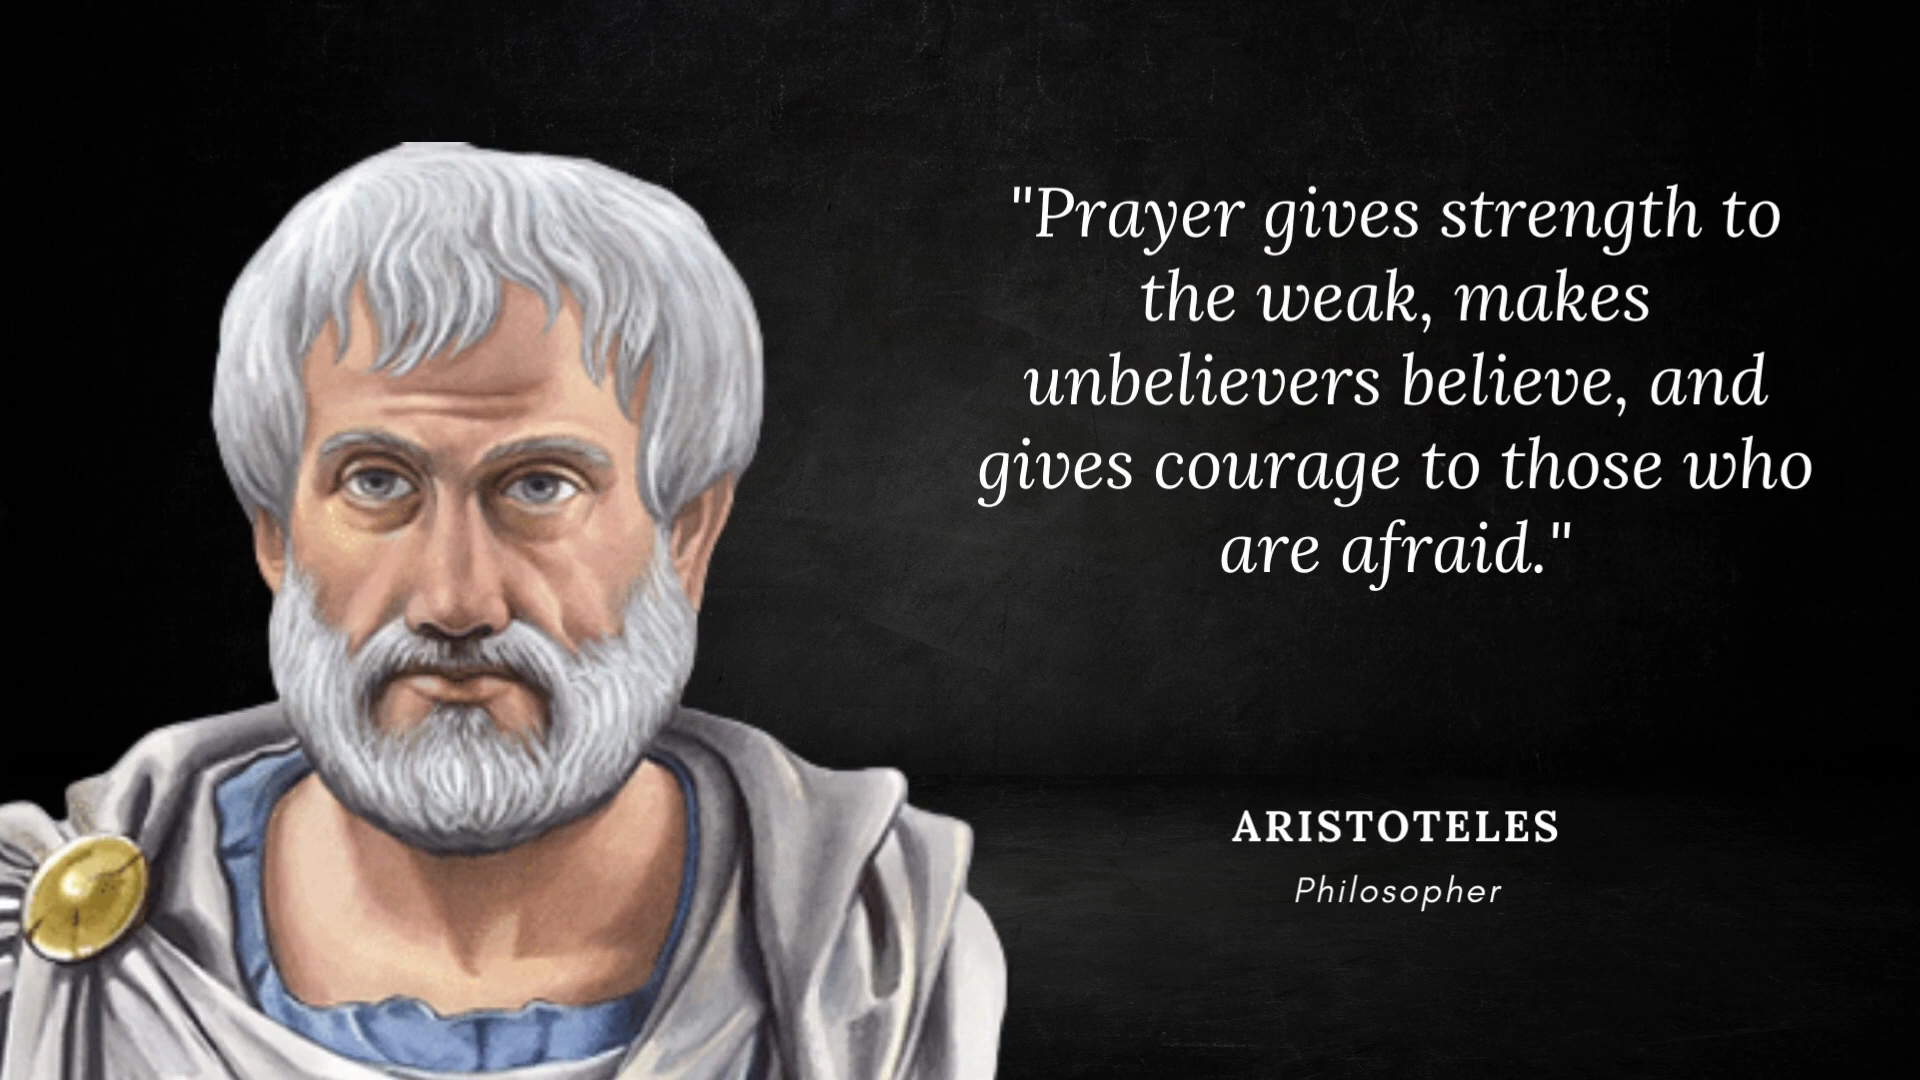 "Prayer gives strength to
the weak, makes
unbelievers believe, and
gives courage to those who
are afraid."
ARISTOTELES
Philosopher